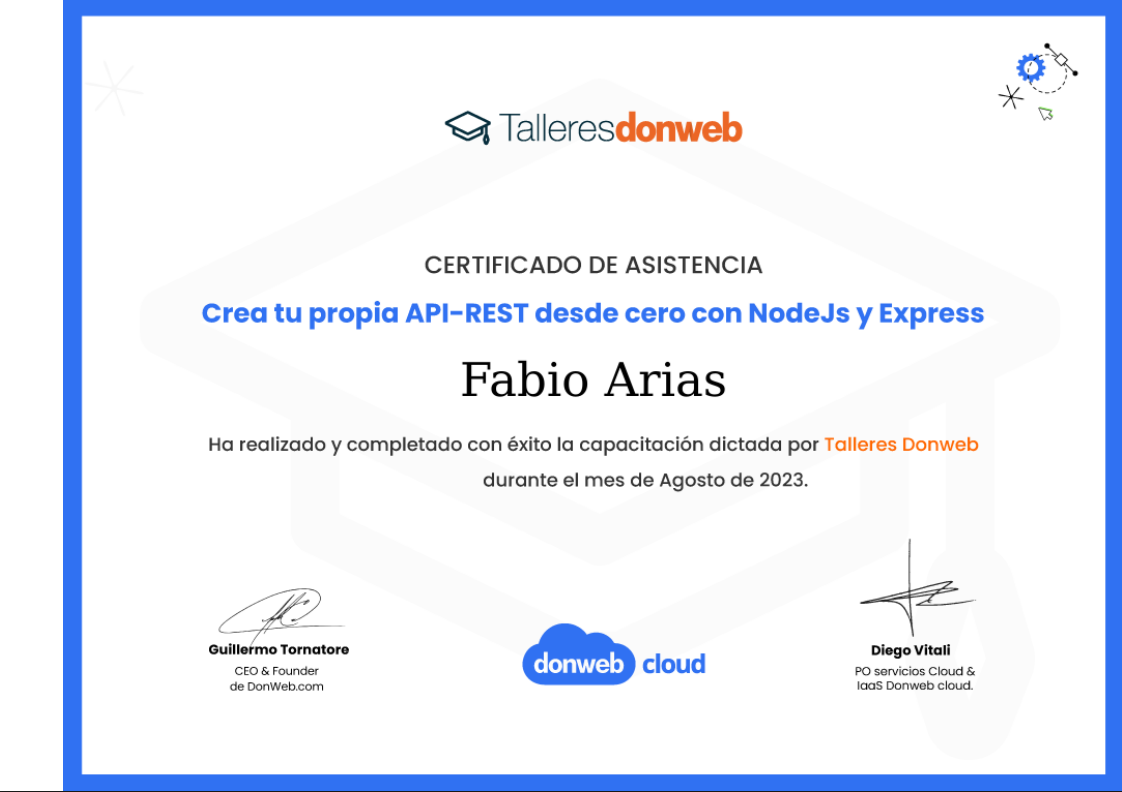 Talleresdonweb
CERTIFICADO DE ASISTENCIA
Crea tu propia API-REST desde cero con NodeJs y Express
Fabio Arias
Ha realizado y completado con éxito la capacitación dictada por Talleres Donweb
durante el mes de Agosto de 2023.
Guillermo Tornatore
CEO & Founder
de DonWeb.com
donweb cloud
Diego Vitali
PO servicios Cloud &
IaaS Donweb cloud.